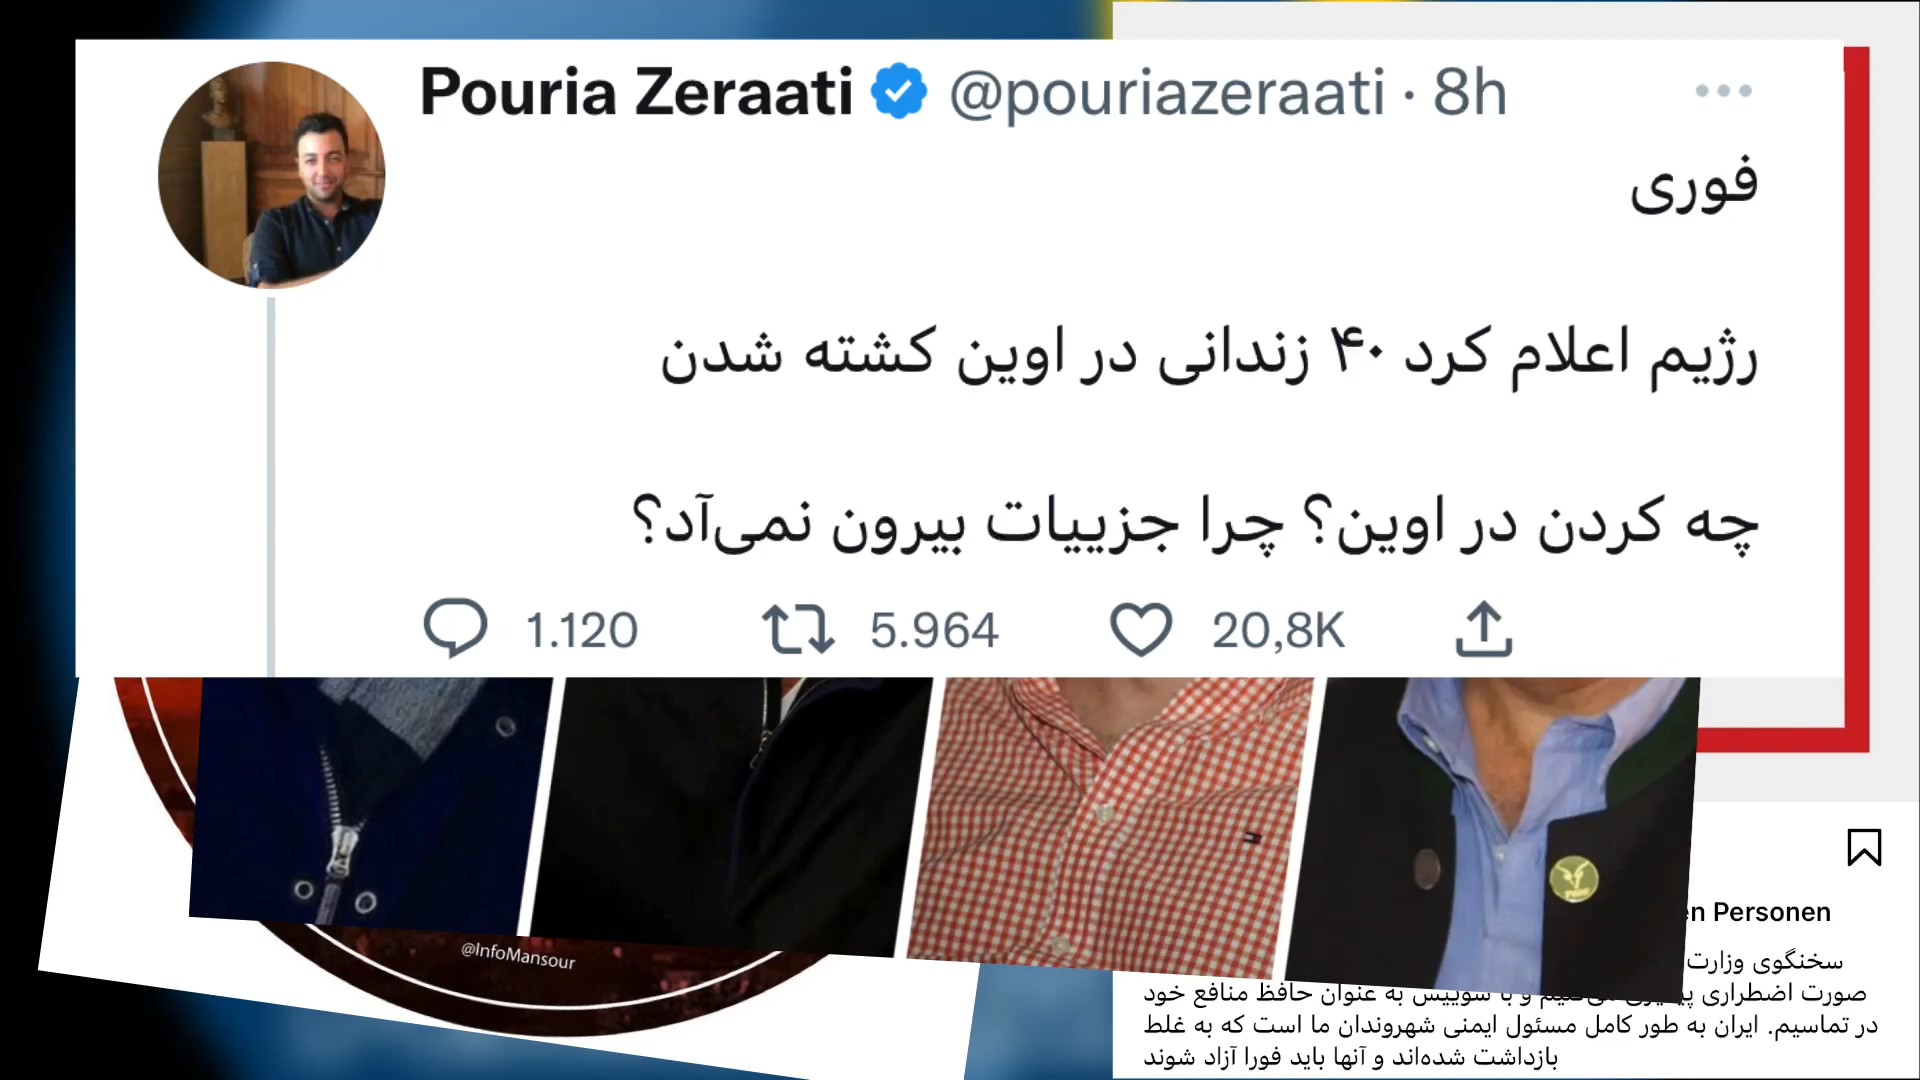 Pouria Zeraati @pouriazeraati · 8h
فوری
رژیم اعلام کرد ۴۰ زندانی در اوین کشته شدن
چه کردن در اوین؟ چرا جزییات بیرون نمی‌آد؟
1.120 5.964 20,8K
@InfoMansour
en Personen
سخنگوی وزارت
صورت اضطراری پیگیری می‌کنیم و با سوییس به عنوان حافظ منافع خود
در تماسیم. ایران به طور کامل مسئول ایمنی شهروندان ما است که به غلط
بازداشت شده‌اند و آنها باید فورا آزاد شوند